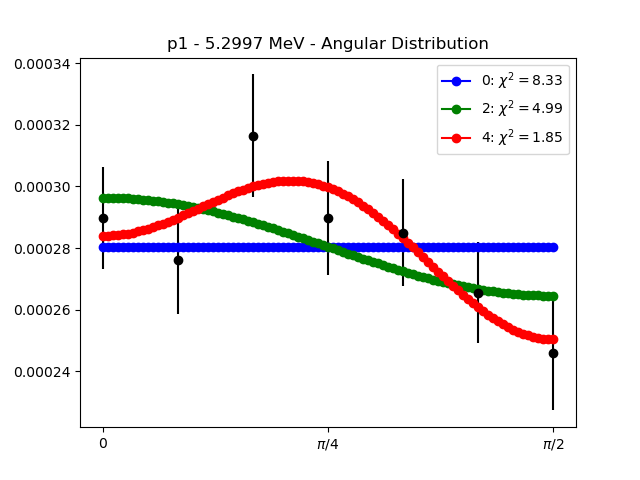 p1 - 5.2997 MeV - Angular Distribution
0.00034
0.00032
0.00030
0.00028
0.00026
0.00024
0: χ² = 8.33
2: χ² = 4.99
4: χ² = 1.85
0
π/4
π/2